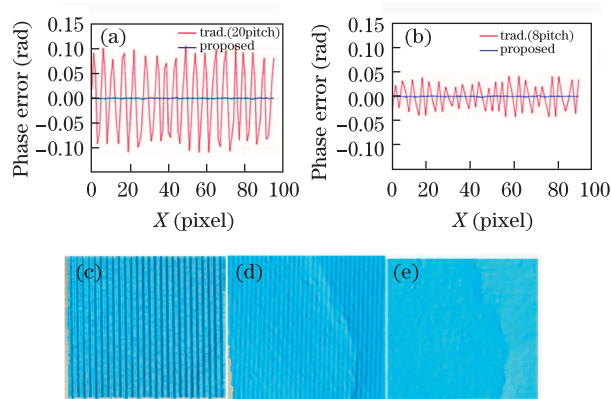 (a)
trad.(20pitch)
proposed
Phase error (rad)
0.15
0.10
0.05
0.00
−0.05
−0.10
0 20 40 60 80 100
X (pixel)
(b)
trad.(8pitch)
proposed
Phase error (rad)
0.15
0.10
0.05
0.00
−0.05
−0.10
0 20 40 60 80 100
X (pixel)
(c)
(d)
(e)